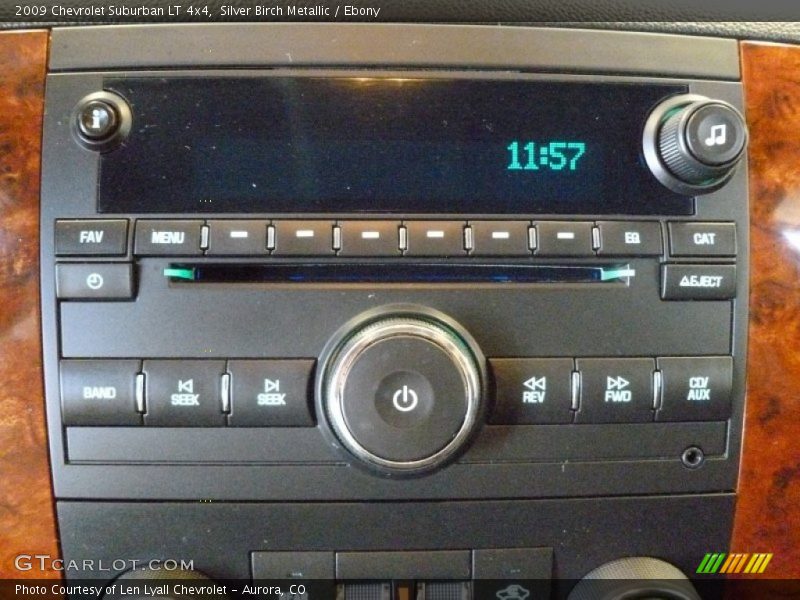 2009 Chevrolet Suburban LT 4x4, Silver Birch Metallic / Ebony
i
11:57
FAV
MENU
EQ
CAT
EJECT
BAND
SEEK
SEEK
REV
FWD
CD/
AUX
GTCARLOT.COM
Photo Courtesy of Len Lyall Chevrolet - Aurora, CO